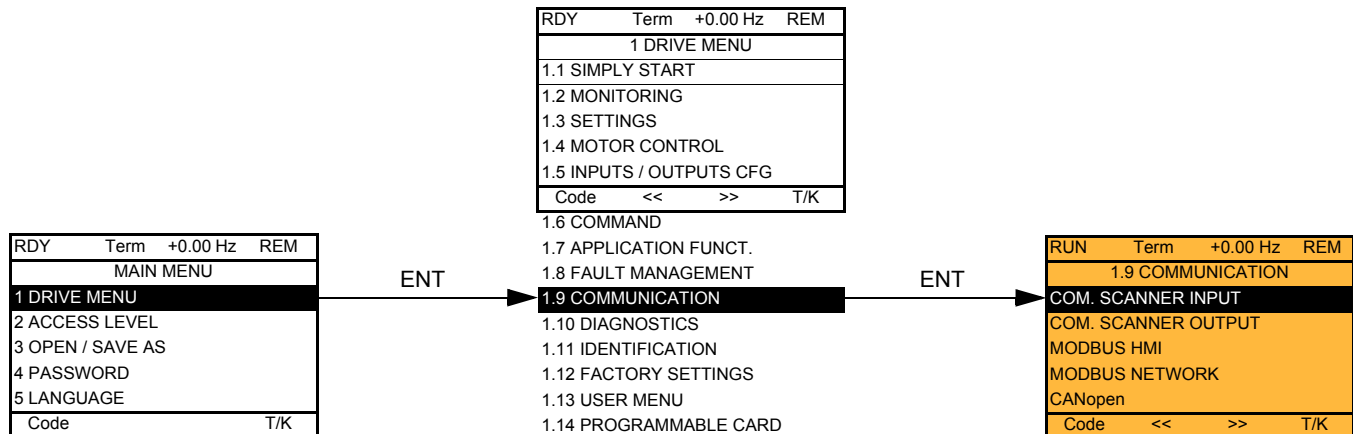 RDY Term +0.00 Hz REM
MAIN MENU
1 DRIVE MENU
2 ACCESS LEVEL
3 OPEN / SAVE AS
4 PASSWORD
5 LANGUAGE
Code T/K
ENT
RDY Term +0.00 Hz REM
1 DRIVE MENU
1.1 SIMPLY START
1.2 MONITORING
1.3 SETTINGS
1.4 MOTOR CONTROL
1.5 INPUTS / OUTPUTS CFG
Code << >> T/K
1.6 COMMAND
1.7 APPLICATION FUNCT.
1.8 FAULT MANAGEMENT
1.9 COMMUNICATION
1.10 DIAGNOSTICS
1.11 IDENTIFICATION
1.12 FACTORY SETTINGS
1.13 USER MENU
1.14 PROGRAMMABLE CARD
ENT
RUN Term +0.00 Hz REM
1.9 COMMUNICATION
COM. SCANNER INPUT
COM. SCANNER OUTPUT
MODBUS HMI
MODBUS NETWORK
CANopen
Code << >> T/K